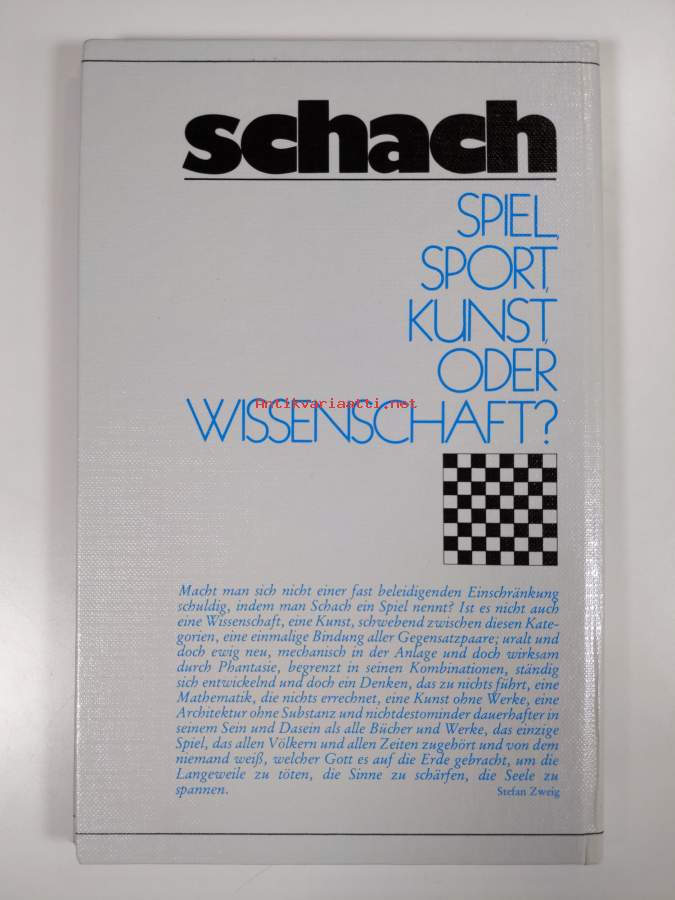 schach
SPIEL,
SPORT,
KUNST,
ODER
WISSENSCHAFT?
Antikvariaatti.net
Macht man sich nicht einer fast beleidigenden Einschränkung
schuldig, indem man Schach ein Spiel nennt? Ist es nicht auch
eine Wissenschaft, eine Kunst, schwebend zwischen diesen Kate-
gorien, eine einmalige Bindung aller Gegensatzpaare; uralt und
doch ewig neu, mechanisch in der Anlage und doch wirksam
durch Phantasie, begrenzt in seinen Kombinationen, ständig
sich entwickelnd und doch ein Denken, das zu nichts führt, eine
Mathematik, die nichts errechnet, eine Kunst ohne Werke, eine
Architektur ohne Substanz und nichtdestominder dauerhafter in
seinem Sein und Dasein als alle Bücher und Werke, das einzige
Spiel, das allen Völkern und allen Zeiten zugehört und von dem
niemand weiß, welcher Gott es auf die Erde gebracht, um die
Langeweile zu töten, die Sinne zu schärfen, die Seele zu
spannen.
Stefan Zweig